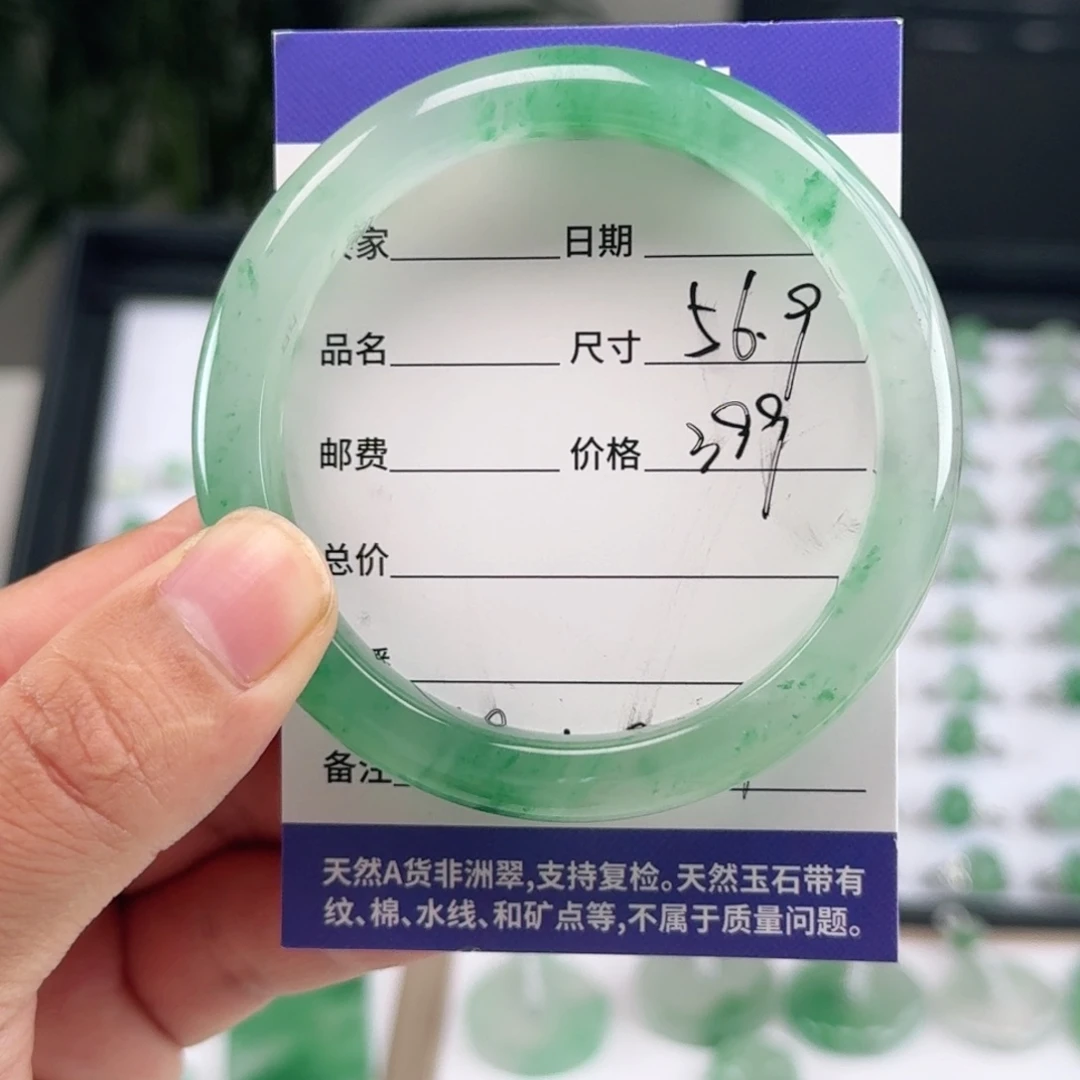 家 日期
品名 尺寸 56.9
邮费 价格 399
总价
备注
天然A货非洲翠,支持复检。天然玉石带有
纹、棉、水线、和矿点等,不属于质量问题。